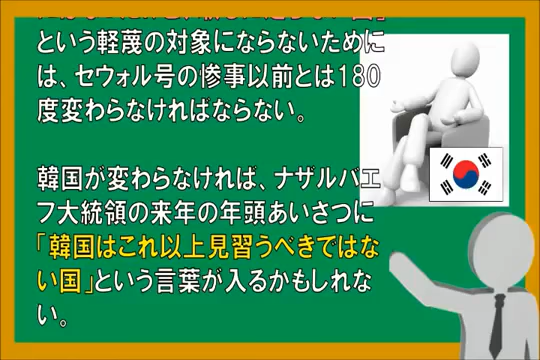 という軽蔑の対象にならないために
は、セウォル号の惨事以前とは180
度変わらなければならない。
韓国が変わらなければ、ナザルバエ
フ大統領の来年の年頭あいさつに
「韓国はこれ以上見習うべきではな
い国」という言葉が入るかもしれな
い。